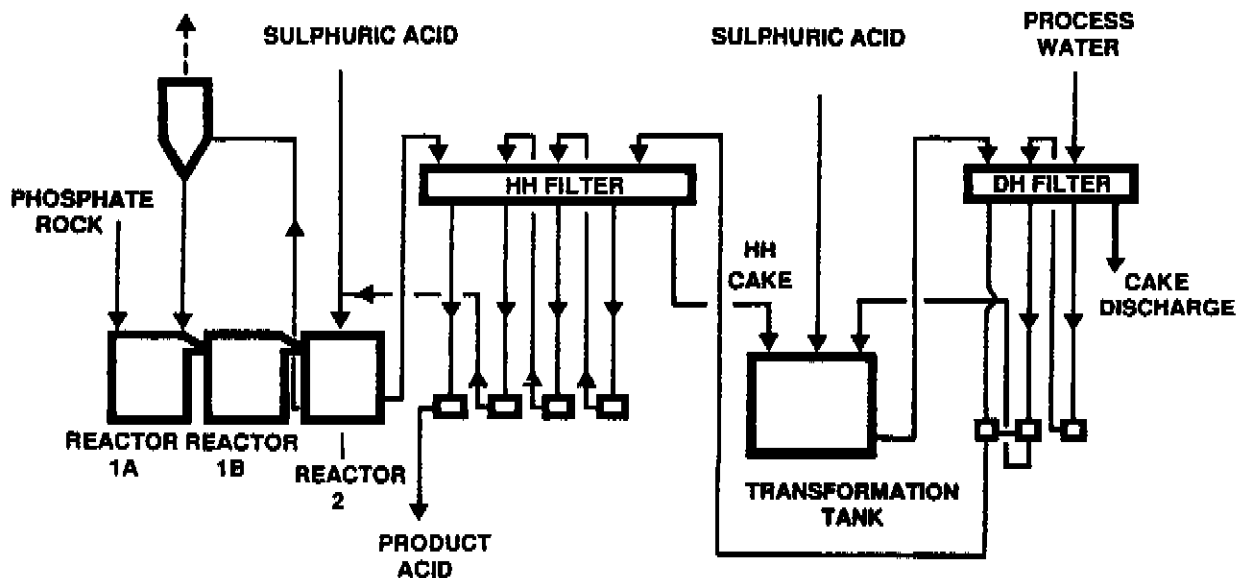 SULPHURIC ACID
SULPHURIC ACID
PROCESS
WATER
PHOSPHATE
ROCK
HH FILTER
DH FILTER
HH
CAKE
CAKE
DISCHARGE
REACTOR
1A
REACTOR
1B
REACTOR
2
TRANSFORMATION
TANK
PRODUCT
ACID